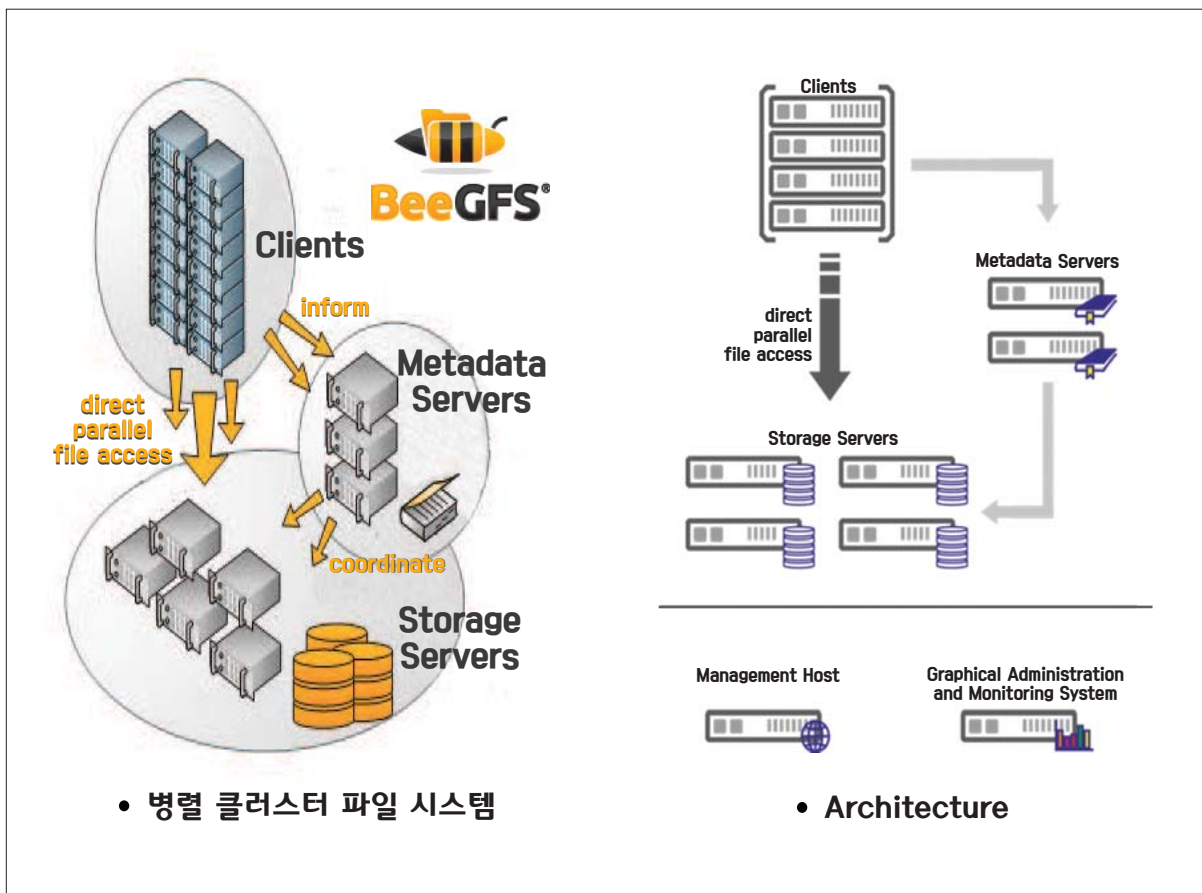 BeeGFS®
Clients
inform
Metadata
Servers
direct
parallel
file access
coordinate
Storage
Servers
• 병렬 클러스터 파일 시스템
Clients
Metadata Servers
direct
parallel
file access
Storage Servers
Management Host
Graphical Administration
and Monitoring System
• Architecture